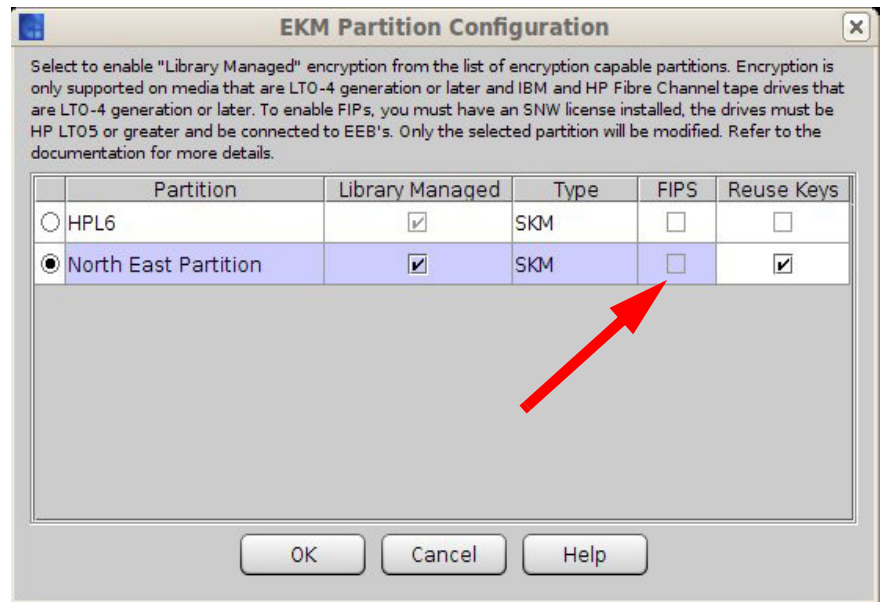 EKM Partition Configuration
Select to enable "Library Managed" encryption from the list of encryption capable partitions. Encryption is
only supported on media that are LTO-4 generation or later and IBM and HP Fibre Channel tape drives that
are LTO-4 generation or later. To enable FIPs, you must have an SNW license installed, the drives must be
HP LTO5 or greater and be connected to EEB's. Only the selected partition will be modified. Refer to the
documentation for more details.
Partition Library Managed Type FIPS Reuse Keys
HPL6 SKM
North East Partition SKM
OK Cancel Help